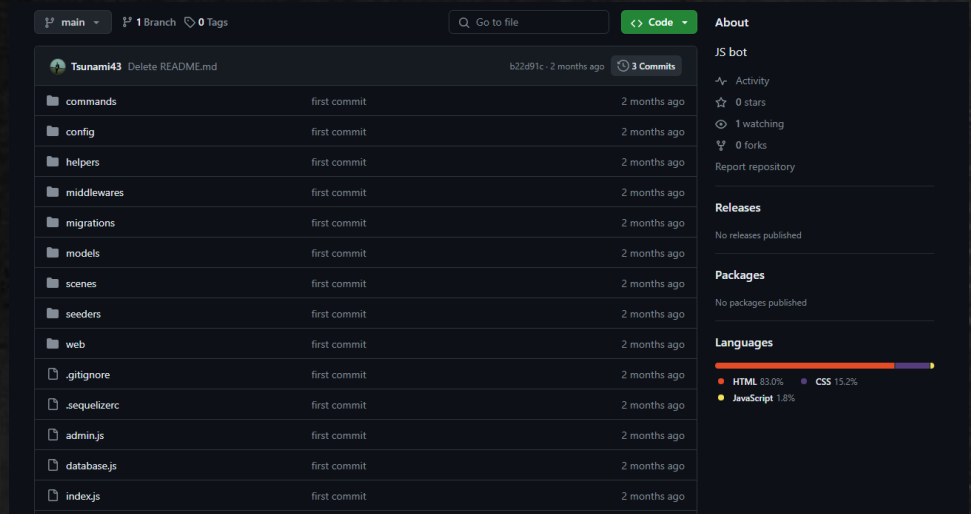 main 1 Branch 0 Tags Go to file Code
Tsunami43 Delete README.md b22d91c · 2 months ago 3 Commits
commands first commit 2 months ago
config first commit 2 months ago
helpers first commit 2 months ago
middlewares first commit 2 months ago
migrations first commit 2 months ago
models first commit 2 months ago
scenes first commit 2 months ago
seeders first commit 2 months ago
web first commit 2 months ago
.gitignore first commit 2 months ago
.sequelizerc first commit 2 months ago
admin.js first commit 2 months ago
database.js first commit 2 months ago
index.js first commit 2 months ago
About
JS bot
Activity
0 stars
1 watching
0 forks
Report repository
Releases
No releases published
Packages
No packages published
Languages
HTML 83.0% CSS 15.2%
JavaScript 1.8%